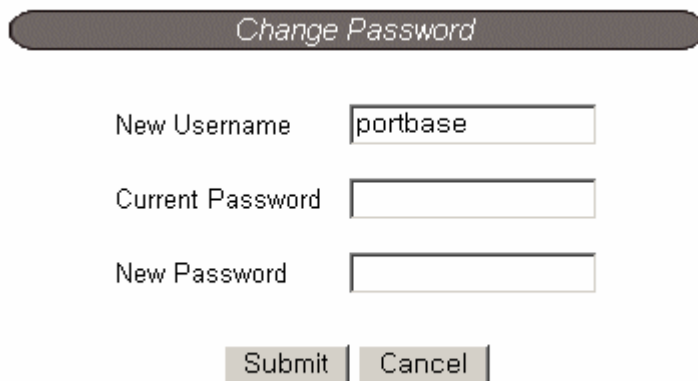 Change Password
New Username portbase
Current Password
New Password
Submit Cancel